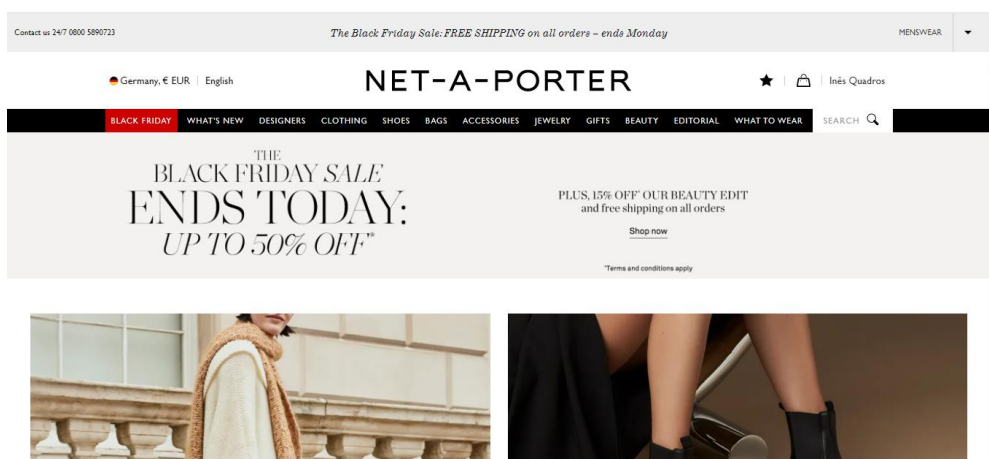 Contact us 24/7 0800 5890723
The Black Friday Sale: FREE SHIPPING on all orders – ends Monday
MENSWEAR
Germany, € EUR | English
NET-A-PORTER
Inês Quadros
BLACK FRIDAY WHAT'S NEW DESIGNERS CLOTHING SHOES BAGS ACCESSORIES JEWELRY GIFTS BEAUTY EDITORIAL WHAT TO WEAR SEARCH
THE
BLACK FRIDAY SALE
ENDS TODAY:
UP TO 50% OFF*
PLUS, 15% OFF* OUR BEAUTY EDIT
and free shipping on all orders
Shop now
*Terms and conditions apply